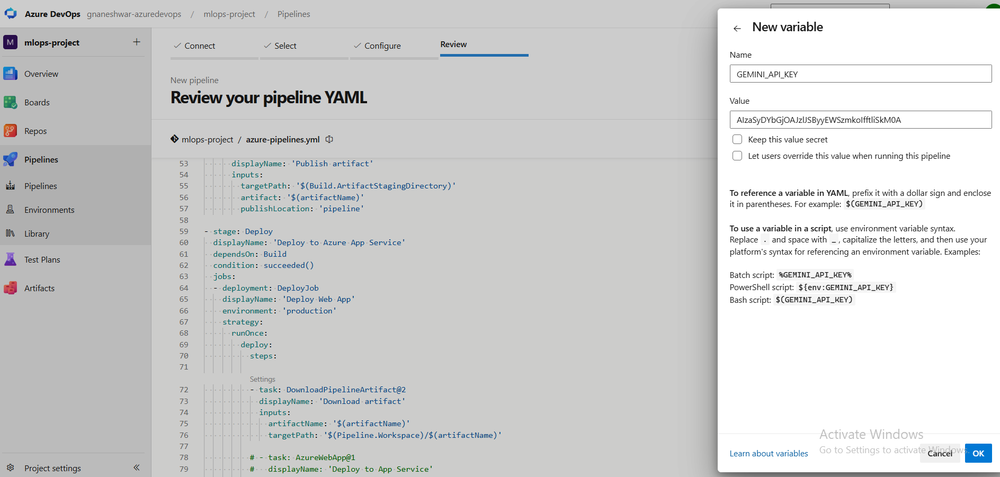 Azure DevOps gnaneshwar-azuredevops / mlops-project / Pipelines
M mlops-project +
Overview
Boards
Repos
Pipelines
Pipelines
Environments
Library
Test Plans
Artifacts
Project settings
Connect Select Configure Review
New pipeline
Review your pipeline YAML
mlops-project / azure-pipelines.yml
53 displayName: 'Publish artifact'
54 inputs:
55 targetPath: '$(Build.ArtifactStagingDirectory)'
56 artifact: '$(artifactName)'
57 publishLocation: 'pipeline'
58
59 - stage: Deploy
60 displayName: 'Deploy to Azure App Service'
61 dependsOn: Build
62 condition: succeeded()
63 jobs:
64 - deployment: DeployJob
65 displayName: 'Deploy Web App'
66 environment: 'production'
67 strategy:
68 runOnce:
69 deploy:
70 steps:
71
Settings
72 - task: DownloadPipelineArtifact@2
73 displayName: 'Download artifact'
74 inputs:
75 artifactName: '$(artifactName)'
76 targetPath: '$(Pipeline.Workspace)/$(artifactName)'
77
78 # - task: AzureWebApp@1
79 # displayName: 'Deploy to App Service'
New variable
Name
GEMINI_API_KEY
Value
Keep this value secret
Let users override this value when running this pipeline
To reference a variable in YAML, prefix it with a dollar sign and enclose
it in parentheses. For example: $(GEMINI_API_KEY)
To use a variable in a script, use environment variable syntax.
Replace . and space with _, capitalize the letters, and then use your
platform's syntax for referencing an environment variable. Examples:
Batch script: %GEMINI_API_KEY%
PowerShell script: ${env:GEMINI_API_KEY}
Bash script: $(GEMINI_API_KEY)
Activate Windows
Go to Settings to activate Windows.
Learn about variables
Cancel
OK